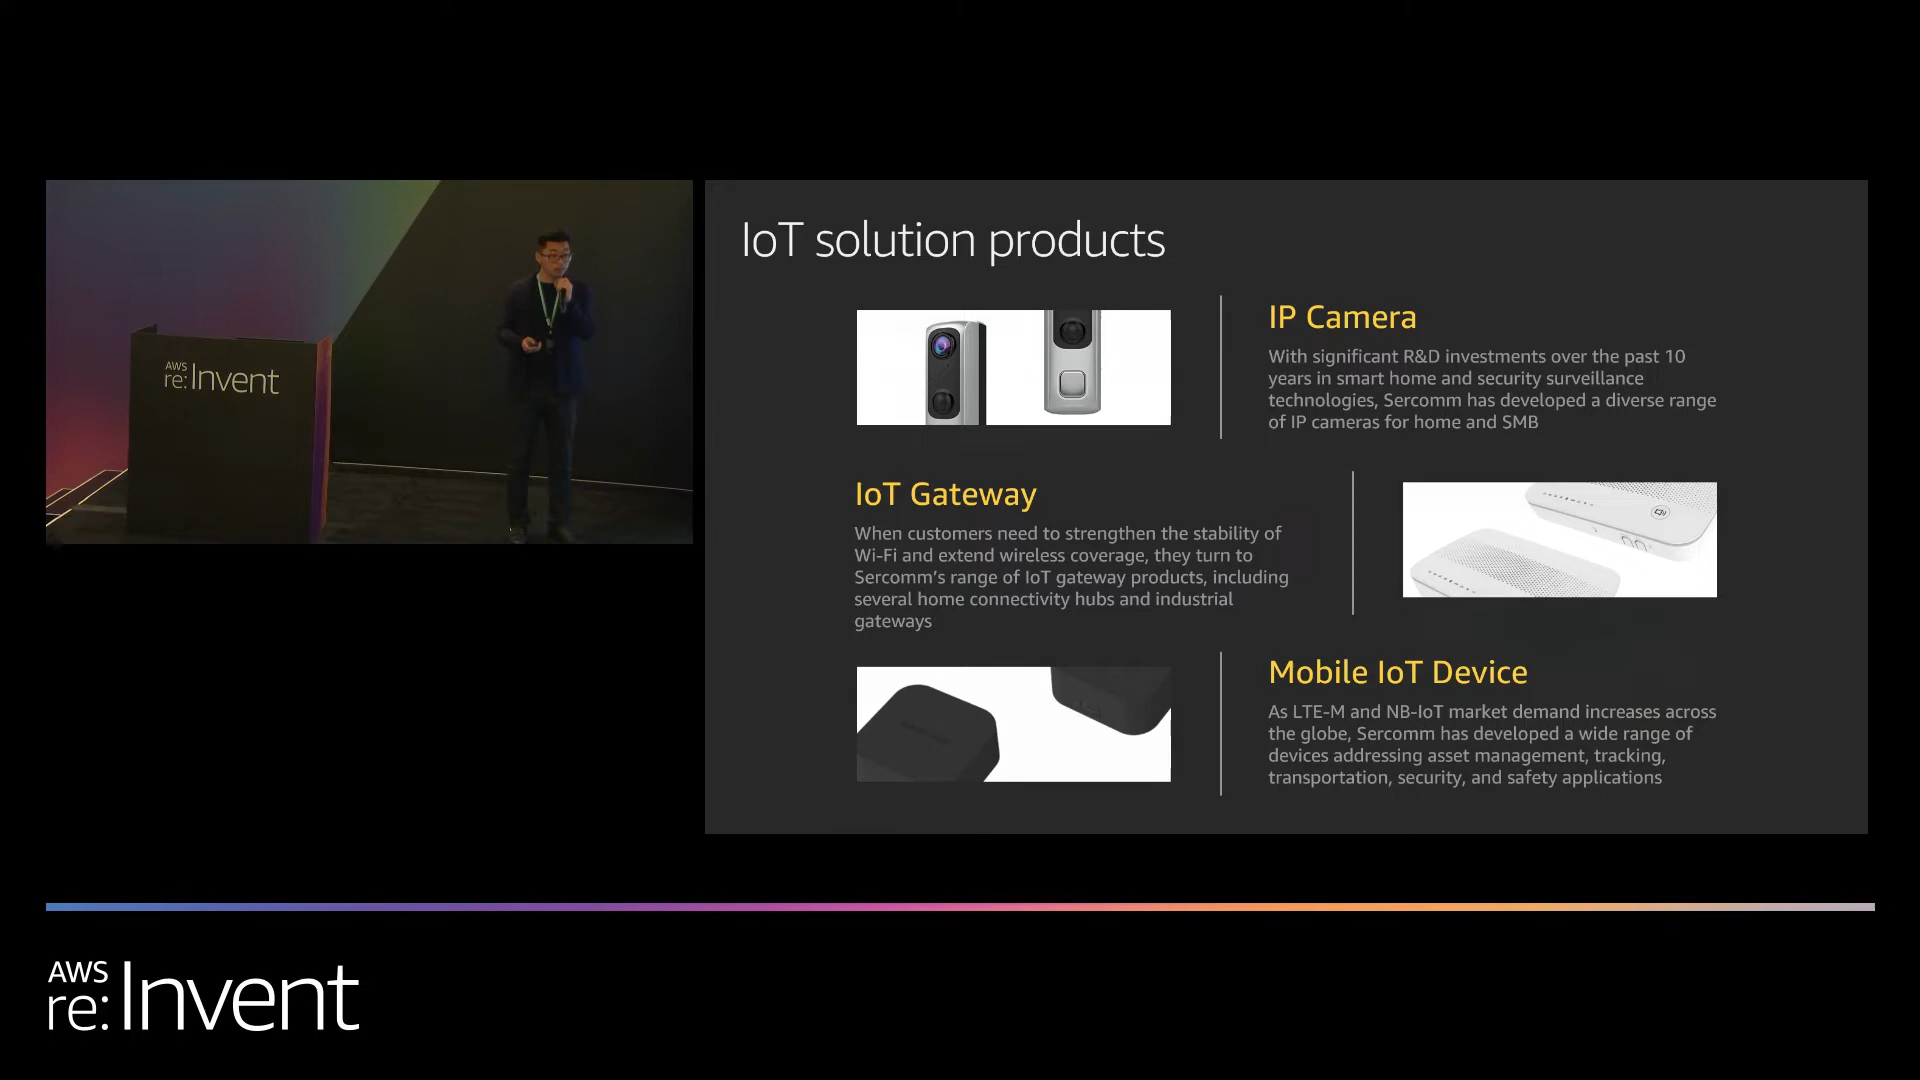 AWS
re:Invent
IoT solution products
IP Camera
With significant R&D investments over the past 10
years in smart home and security surveillance
technologies, Sercomm has developed a diverse range
of IP cameras for home and SMB
IoT Gateway
When customers need to strengthen the stability of
Wi-Fi and extend wireless coverage, they turn to
Sercomm's range of IoT gateway products, including
several home connectivity hubs and industrial
gateways
Mobile IoT Device
As LTE-M and NB-IoT market demand increases across
the globe, Sercomm has developed a wide range of
devices addressing asset management, tracking,
transportation, security, and safety applications
AWS
re:Invent